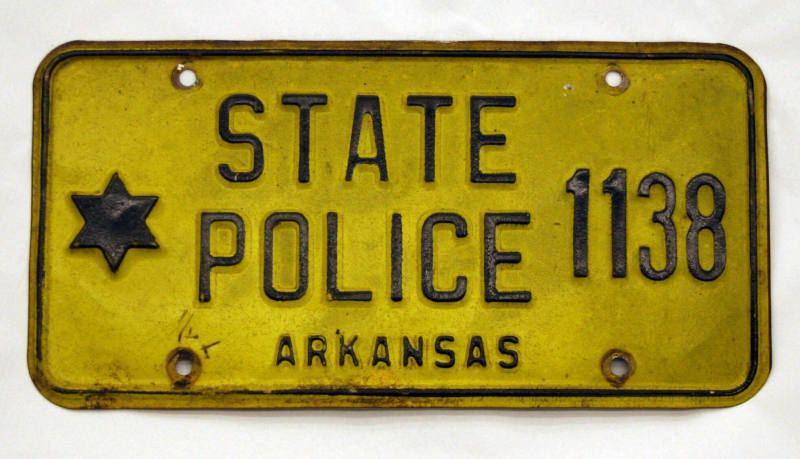 STATE
POLICE 1138
ARKANSAS